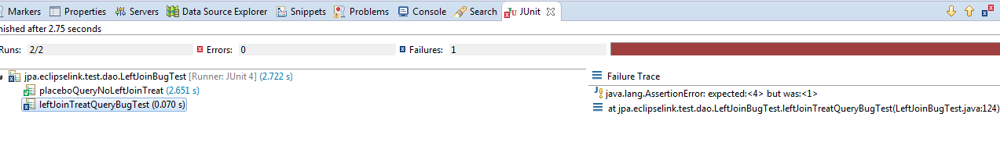 Markers Properties Servers Data Source Explorer Snippets Problems Console Search JUnit
nished after 2.75 seconds
Runs: 2/2 Errors: 0 Failures: 1
jpa.eclipselink.test.dao.LeftJoinBugTest [Runner: JUnit 4] (2.722 s)
Failure Trace
placeboQueryNoLeftJoinTreat (2.651 s)
java.lang.AssertionError: expected:<4> but was:<1>
leftJoinTreatQueryBugTest (0.070 s)
at jpa.eclipselink.test.dao.LeftJoinBugTest.leftJoinTreatQueryBugTest(LeftJoinBugTest.java:124)